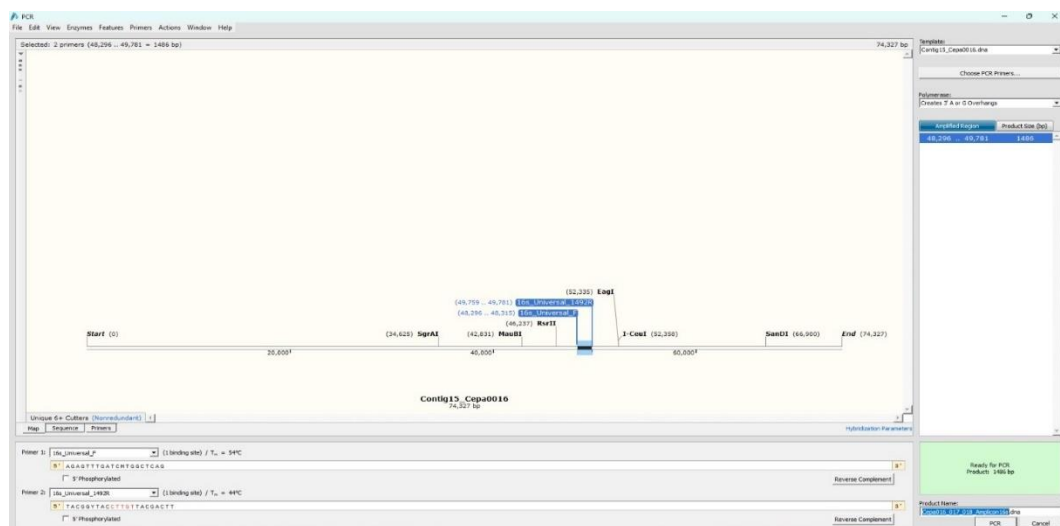 PCR
File Edit View Enzymes Features Primers Actions Window Help
Selected: 2 primers (48,296 .. 49,781 = 1486 bp)
74,327 bp
Template:
Contig15_Cepa0016.dna
Choose PCR Primers...
Polymerase:
Creates 3' A or G Overhangs
Amplified Region Product Size (bp)
48,296 .. 49,781 1486
(52,335) EagI
(49,759 .. 49,781) 16s_Universal_1492R
(48,296 .. 48,315) 16s_Universal_F
(46,237) RsrII
Start (0) (34,625) SgrAI (42,831) MauBI I-CeuI (52,358) SanDI (66,900) End (74,327)
20,000 40,000 60,000
Contig15_Cepa0016
74,327 bp
Unique 6+ Cutters (Nonredundant)
Map Sequence Primers
Hybridization Parameters
Primer 1: 16s_Universal_F (1 binding site) / Tm = 54°C
5' AGAGTTTGATCMTGGCTCAG 3'
5' Phosphorylated Reverse Complement
Primer 2: 16s_Universal_1492R (1 binding site) / Tm = 44°C
5' TACGGYTACCTTGTTACGACTT 3'
5' Phosphorylated Reverse Complement
Ready for PCR
Product: 1486 bp
Product Name:
PCR Cancel